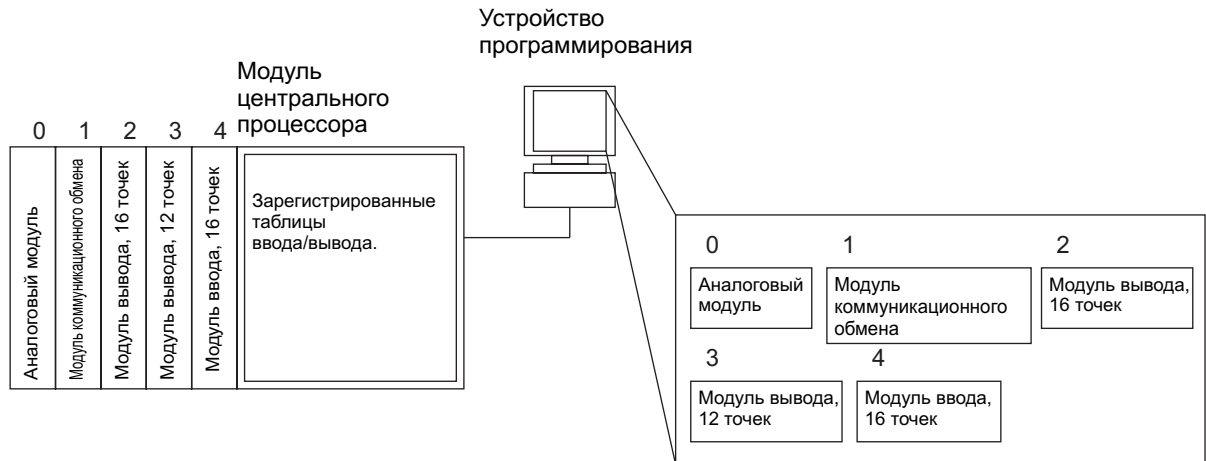 Устройство
программирования
Модуль
центрального
процессора
0 1 2 3 4
Аналоговый модуль
Модуль коммуникационного обмена
Модуль вывода, 16 точек
Модуль вывода, 12 точек
Модуль ввода, 16 точек
Зарегистрированные
таблицы
ввода/вывода.
0 1 2
Аналоговый
модуль
Модуль
коммуникационного
обмена
Модуль вывода,
16 точек
3 4
Модуль вывода,
12 точек
Модуль ввода,
16 точек